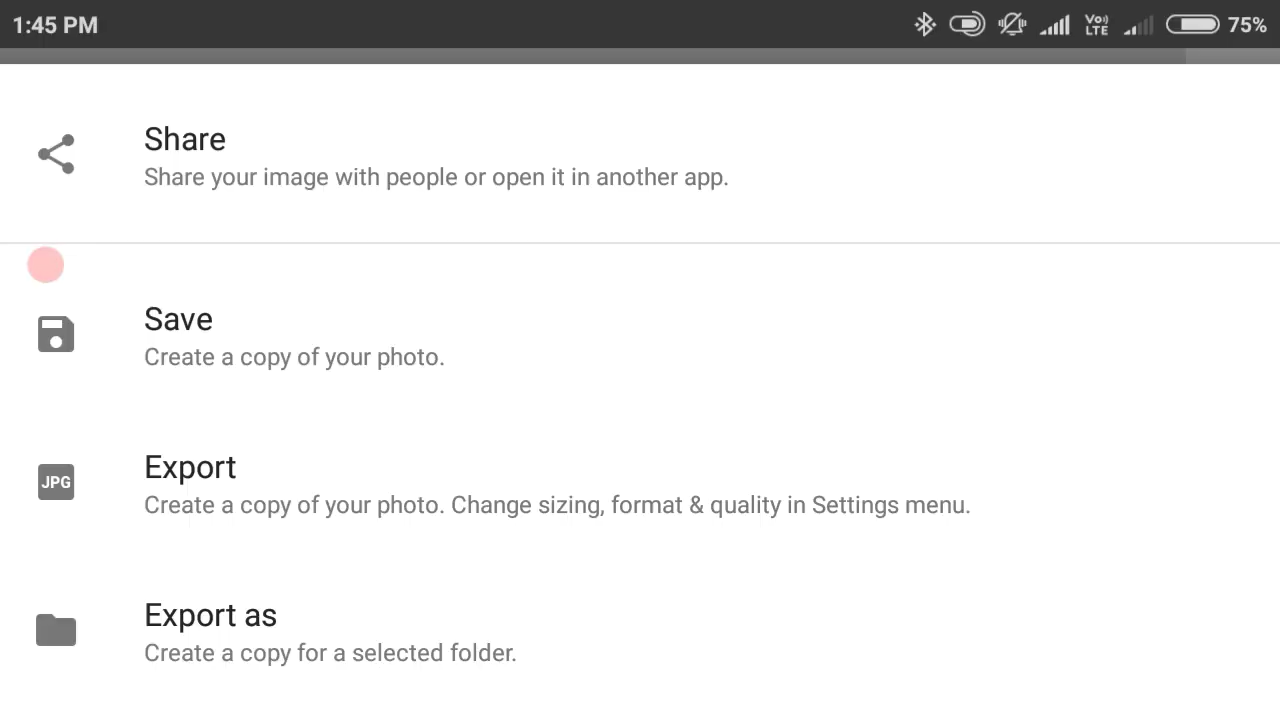 1:45 PM
Vo) LTE
75%
Share
Share your image with people or open it in another app.
Save
Create a copy of your photo.
JPG
Export
Create a copy of your photo. Change sizing, format & quality in Settings menu.
Export as
Create a copy for a selected folder.